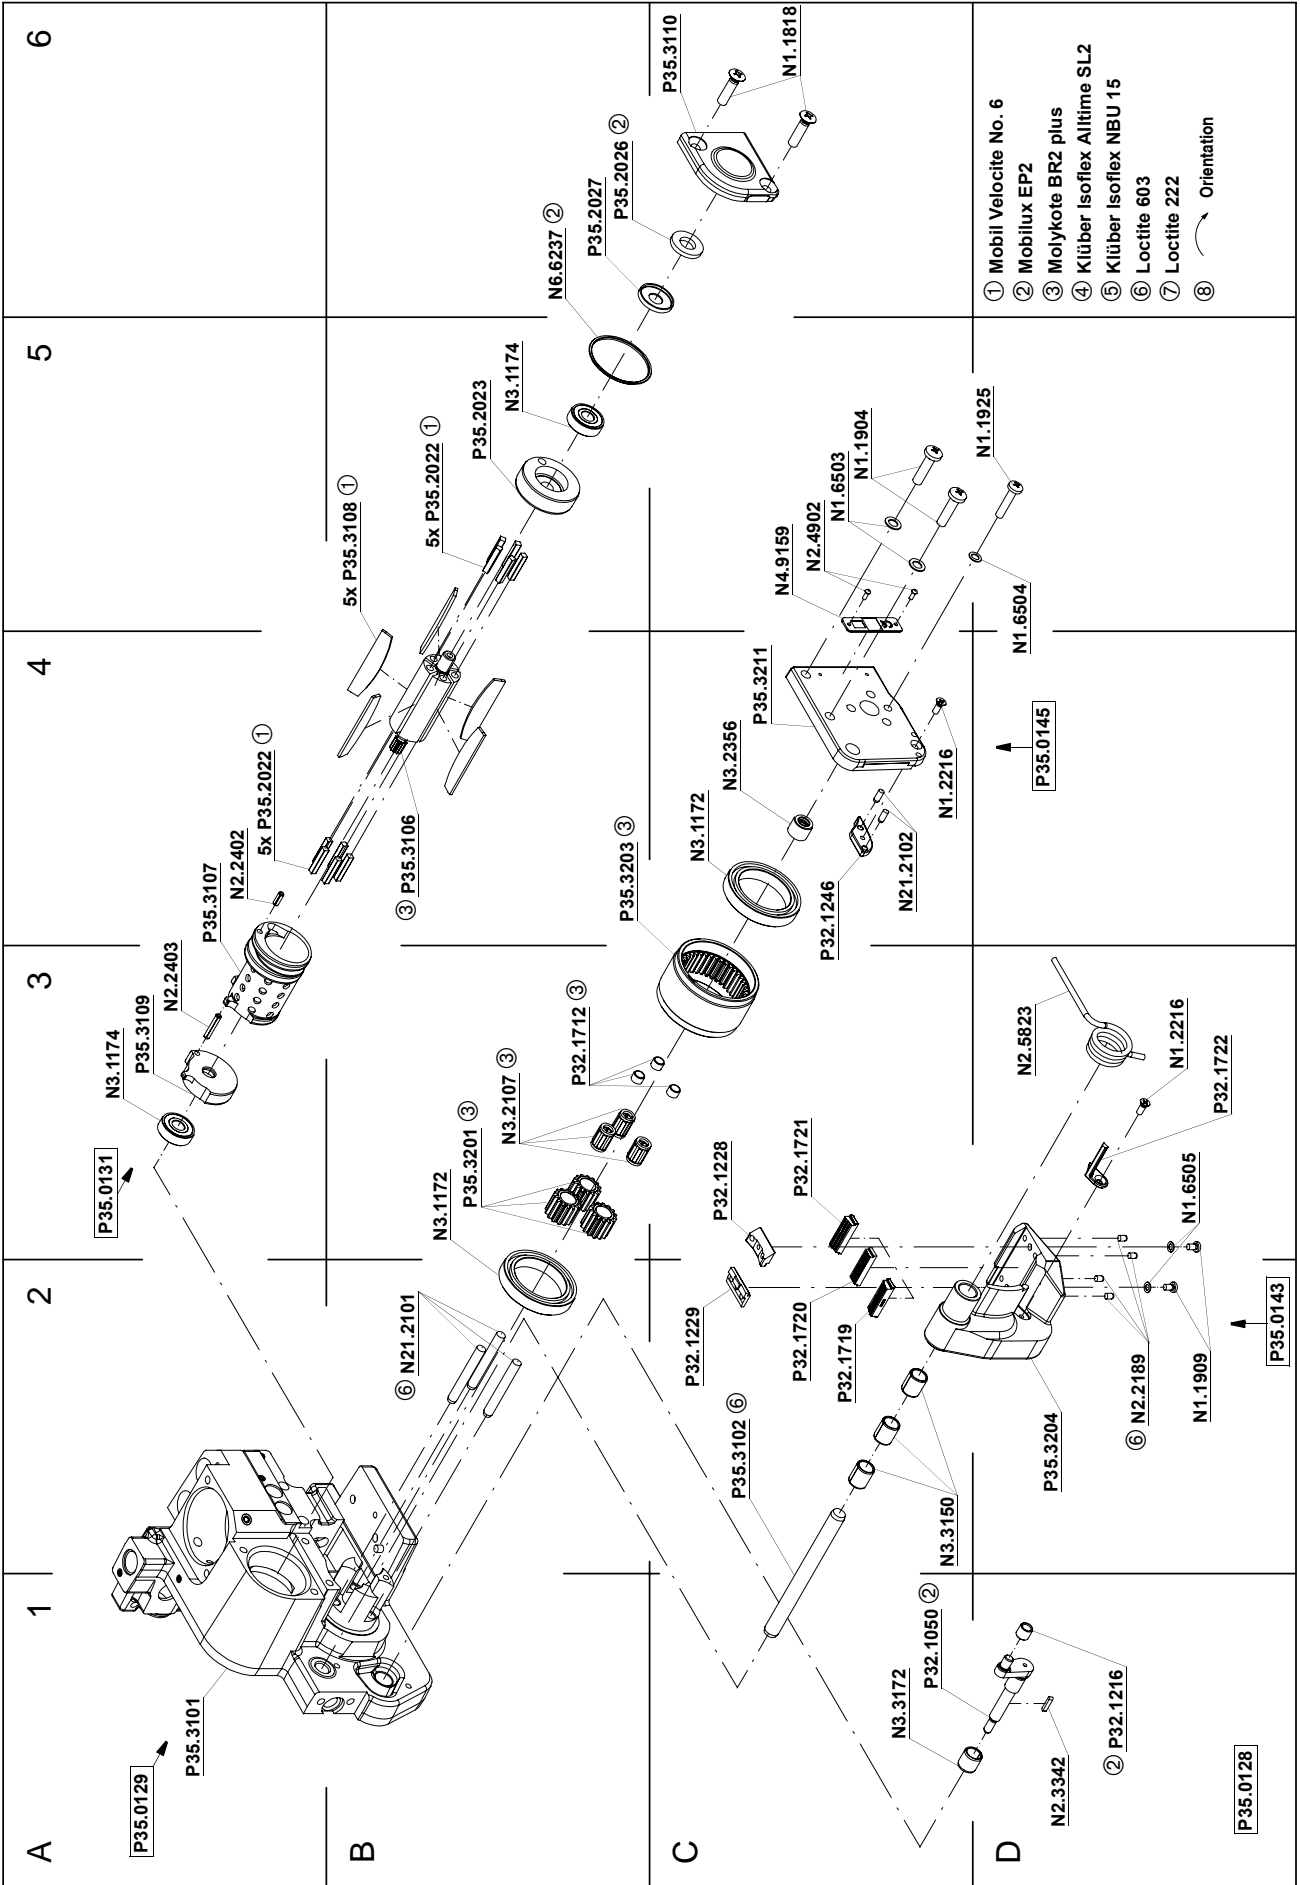 A
B
C
D
1
2
3
4
5
6
P35.0129
P35.3101
P35.0131
N3.1174
P35.3109
N2.2403
P35.3107
N2.2402
5x P35.2022 ①
③ P35.3106
5x P35.3108 ①
5x P35.2022 ①
P35.2023
N3.1174
N6.6237 ②
P35.2027
P35.2026 ②
P35.3110
N1.1818
⑥ N21.2101
N3.1172
P35.3201 ③
N3.2107 ③
P32.1712 ③
P35.3203 ③
N3.1172
N3.2356
P35.3211
N4.9159
N2.4902
N1.6503
N1.1904
N1.1925
N1.6504
P32.1246
N21.2102
N1.2216
P35.0145
P32.1229
P32.1228
P32.1719
P32.1720
P32.1721
P35.3102 ⑥
N3.3150
P35.3204
⑥ N2.2189
N1.1909
N1.6505
P35.0143
N2.5823
N1.2216
P32.1722
N3.3172
P32.1050 ②
N2.3342
② P32.1216
P35.0128
① Mobil Velocite No. 6
② Mobilux EP2
③ Molykote BR2 plus
④ Klüber Isoflex Alltime SL2
⑤ Klüber Isoflex NBU 15
⑥ Loctite 603
⑦ Loctite 222
⑧ Orientation